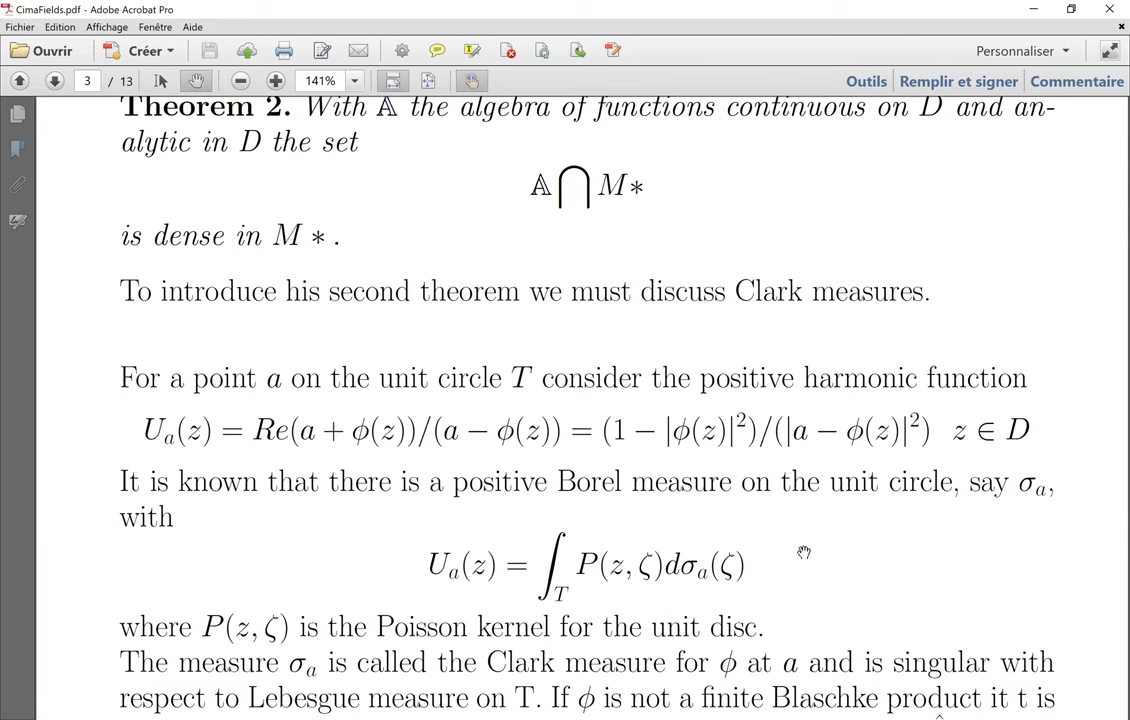 CimaFields.pdf - Adobe Acrobat Pro
Fichier Edition Affichage Fenêtre Aide
Ouvrir Créer Personnaliser
3 / 13 141% Outils Remplir et signer Commentaire
Theorem 2. With 𝔸 the algebra of functions continuous on D and an-
alytic in D the set
𝔸 ⋂ M∗
is dense in M ∗ .
To introduce his second theorem we must discuss Clark measures.
For a point a on the unit circle T consider the positive harmonic function
U_a(z) = Re(a + ϕ(z))/(a − ϕ(z)) = (1 − |ϕ(z)|²)/(|a − ϕ(z)|²) z ∈ D
It is known that there is a positive Borel measure on the unit circle, say σ_a,
with
U_a(z) = ∫_T P(z, ζ)dσ_a(ζ)
where P(z, ζ) is the Poisson kernel for the unit disc.
The measure σ_a is called the Clark measure for ϕ at a and is singular with
respect to Lebesgue measure on T. If ϕ is not a finite Blaschke product it t is